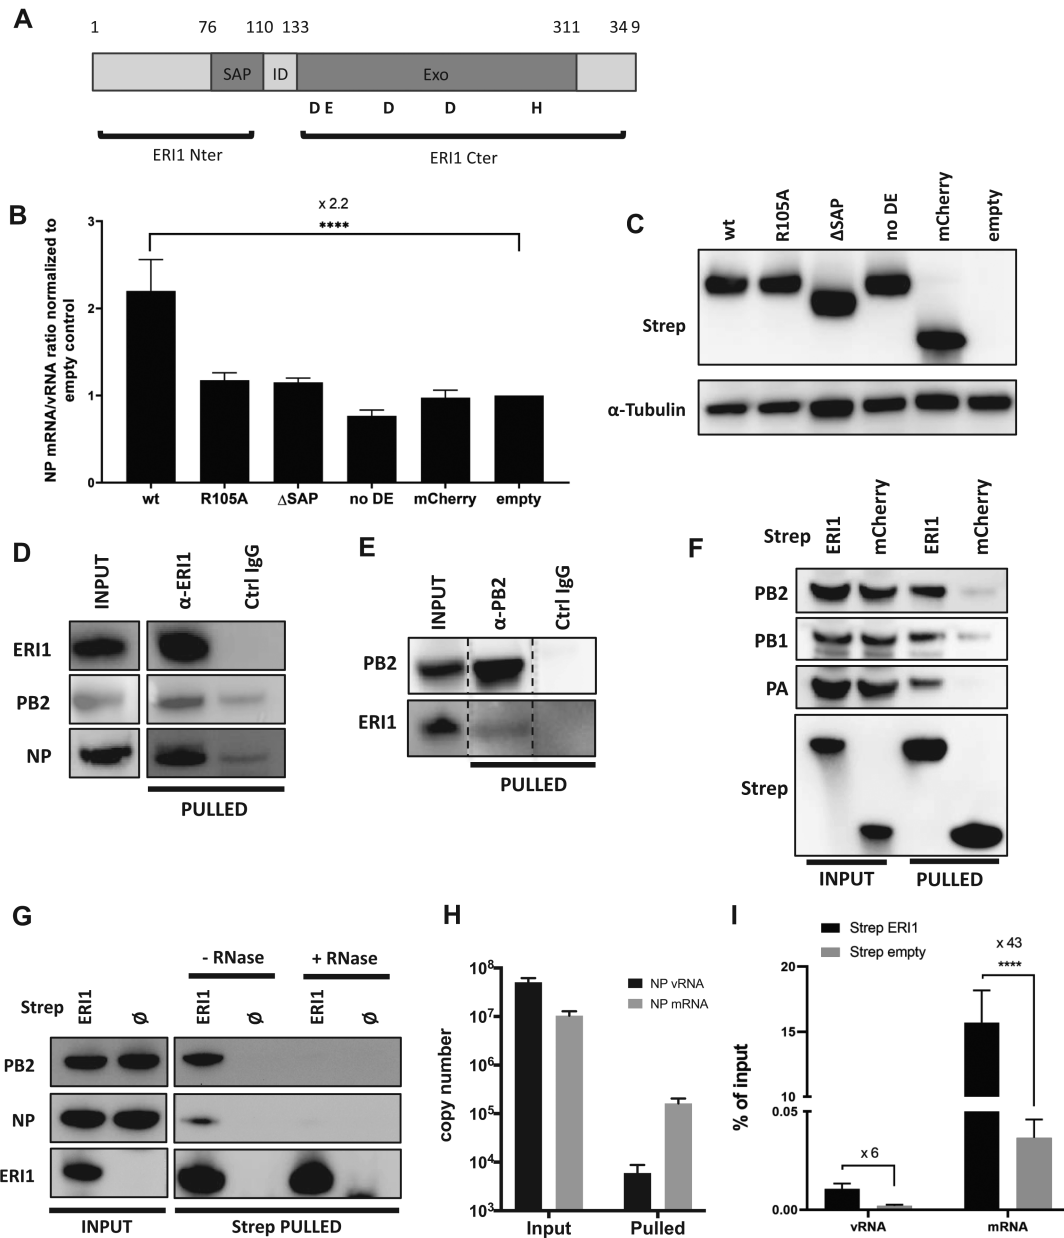 A
1 76 110 133 311 349
SAP ID Exo
D E D D H
ERI1 Nter ERI1 Cter
B
NP mRNA/vRNA ratio normalized to
empty control
x 2.2
****
3
2
1
0
wt R105A ΔSAP no DE mCherry empty
C
wt R105A ΔSAP no DE mCherry empty
Strep
α-Tubulin
D
INPUT α-ERI1 Ctrl IgG
ERI1
PB2
NP
PULLED
E
INPUT α-PB2 Ctrl IgG
PB2
ERI1
PULLED
F
Strep ERI1 mCherry ERI1 mCherry
PB2
PB1
PA
Strep
INPUT PULLED
G
- RNase + RNase
Strep ERI1 Ø ERI1 Ø ERI1 Ø
PB2
NP
ERI1
INPUT Strep PULLED
H
copy number
NP vRNA
NP mRNA
10⁸
10⁷
10⁶
10⁵
10⁴
10³
Input Pulled
I
Strep ERI1
Strep empty
x 43
****
% of input
20
15
10
0.05
0.00
x 6
vRNA mRNA